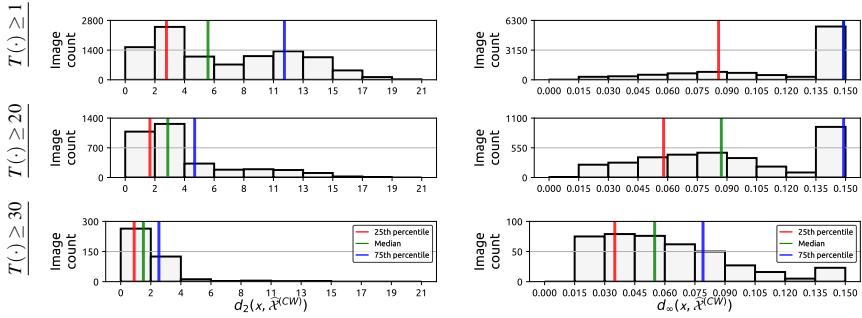 T(·) ≥ 1
Image count
2800
1400
0
0 2 4 6 8 11 13 15 17 19 21
Image count
6300
3150
0
0.000 0.015 0.030 0.045 0.060 0.075 0.090 0.105 0.120 0.135 0.150
T(·) ≥ 20
Image count
1400
700
0
0 2 4 6 8 11 13 15 17 19 21
Image count
1100
550
0
0.000 0.015 0.030 0.045 0.060 0.075 0.090 0.105 0.120 0.135 0.150
T(·) ≥ 30
Image count
300
150
0
25th percentile
Median
75th percentile
0 2 4 6 8 11 13 15 17 19 21
d₂(x, 𝒳̂^(CW))
Image count
100
50
0
25th percentile
Median
75th percentile
0.000 0.015 0.030 0.045 0.060 0.075 0.090 0.105 0.120 0.135 0.150
d∞(x, 𝒳̂^(CW))